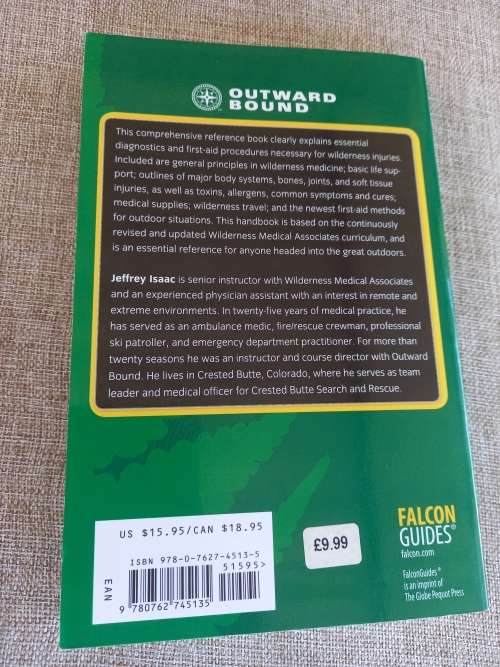 OUTWARD
BOUND
This comprehensive reference book clearly explains essential
diagnostics and first-aid procedures necessary for wilderness injuries.
Included are general principles in wilderness medicine; basic life sup-
port; outlines of major body systems, bones, joints, and soft tissue
injuries, as well as toxins, allergens, common symptoms and cures;
medical supplies; wilderness travel; and the newest first-aid methods
for outdoor situations. This handbook is based on the continuously
revised and updated Wilderness Medical Associates curriculum, and
is an essential reference for anyone headed into the great outdoors.
Jeffrey Isaac is senior instructor with Wilderness Medical Associates
and an experienced physician assistant with an interest in remote and
extreme environments. In twenty-five years of medical practice, he
has served as an ambulance medic, fire/rescue crewman, professional
ski patroller, and emergency department practitioner. For more than
twenty seasons he was an instructor and course director with Outward
Bound. He lives in Crested Butte, Colorado, where he serves as team
leader and medical officer for Crested Butte Search and Rescue.
US $15.95/CAN $18.95
ISBN 978-0-7627-4513-5
51595>
EAN
9 780762 745135
£9.99
FALCON
GUIDES®
falcon.com
FalconGuides®
is an imprint of
The Globe Pequot Press